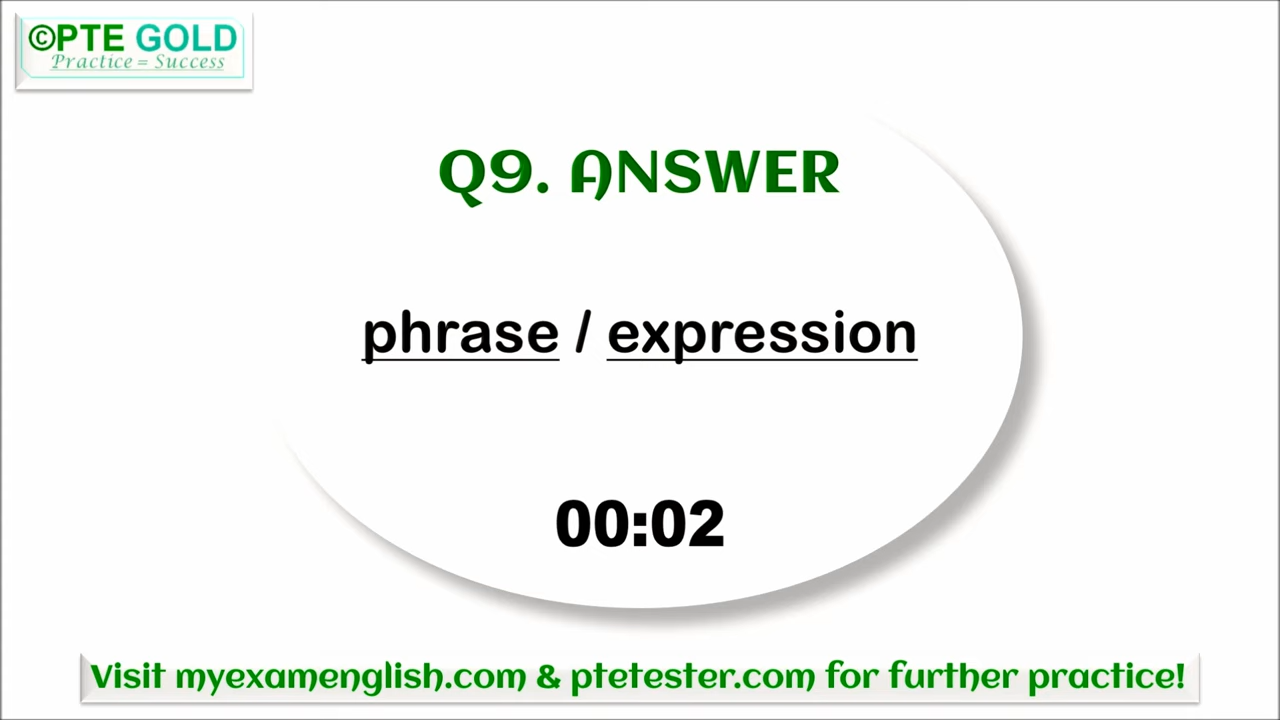 ©PTE GOLD
Practice = Success
Q9. ANSWER
phrase / expression
00:02
Visit myexamenglish.com & ptetester.com for further practice!